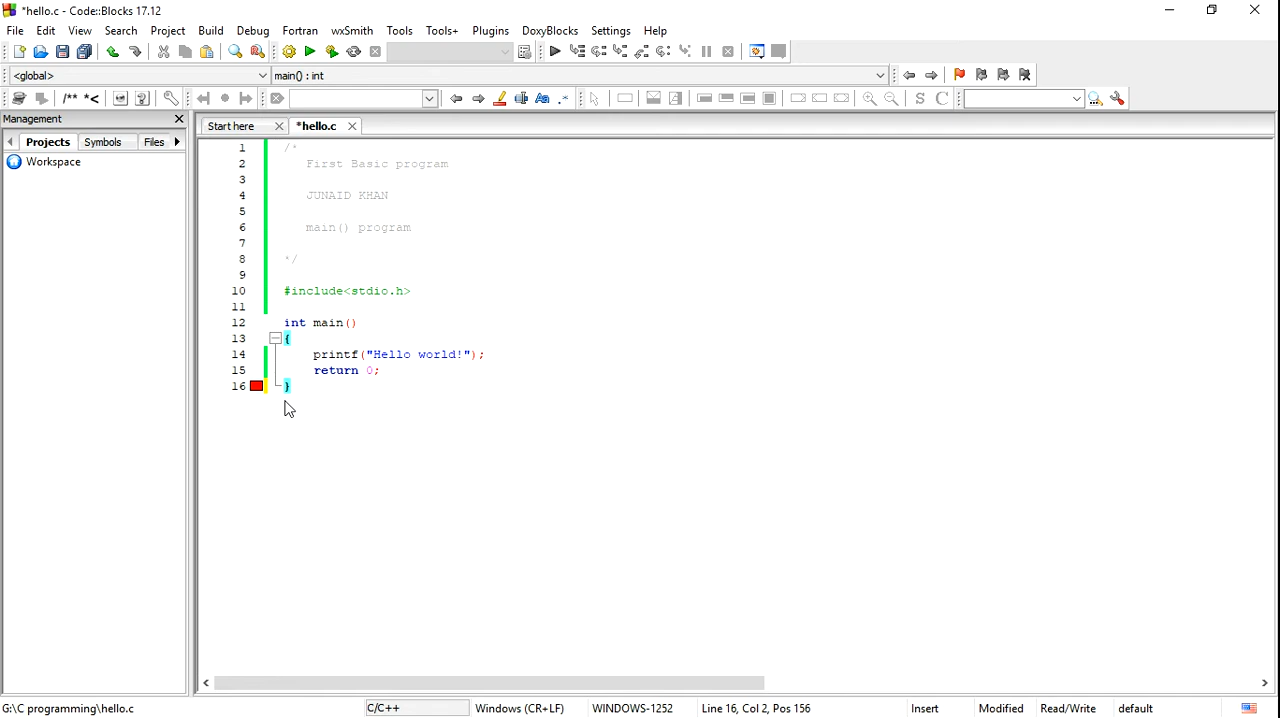 *hello.c - Code::Blocks 17.12
File Edit View Search Project Build Debug Fortran wxSmith Tools Tools+ Plugins DoxyBlocks Settings Help
<global> main() : int
/** *<
Management
Projects Symbols Files
Workspace
Start here *hello.c
1 /*
2 First Basic program
3
4 JUNAID KHAN
5
6 main() program
7
8 */
9
10 #include<stdio.h>
11
12 int main()
13 {
14 printf("Hello world!");
15 return 0;
16 }
G:\C programming\hello.c C/C++ Windows (CR+LF) WINDOWS-1252 Line 16, Col 2, Pos 156 Insert Modified Read/Write default